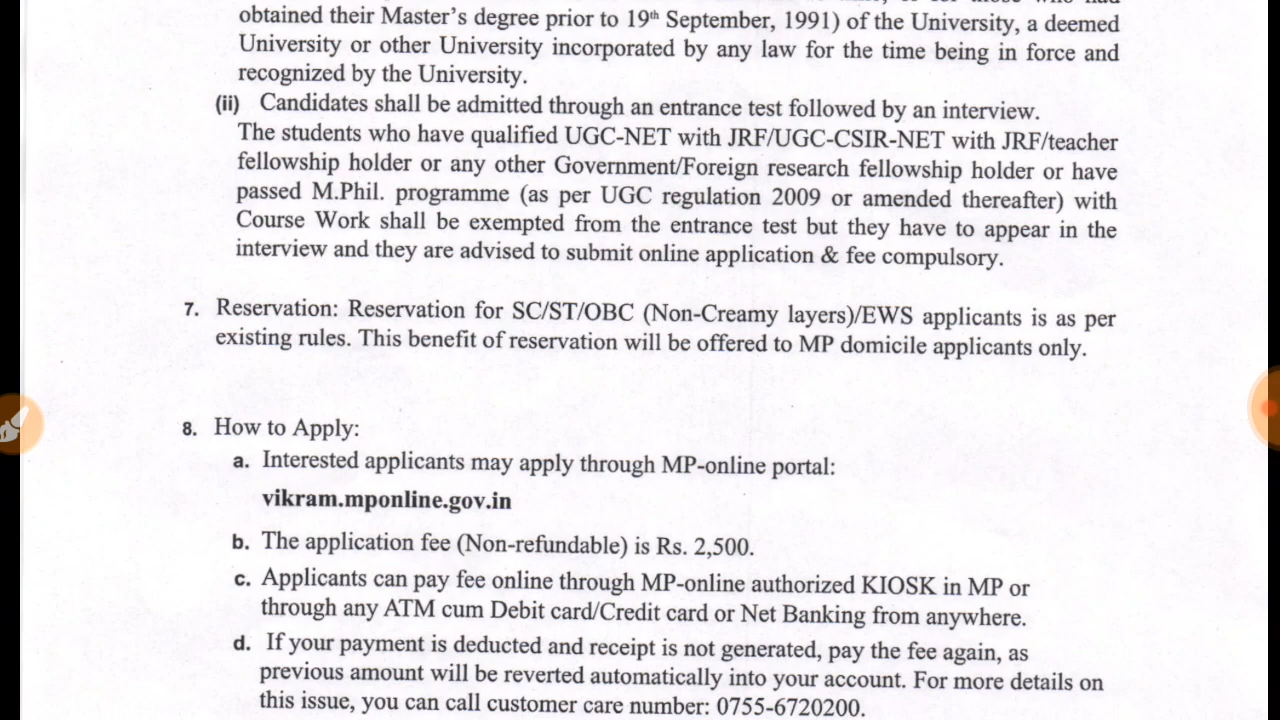 obtained their Master's degree prior to 19th September, 1991) of the University, a deemed
University or other University incorporated by any law for the time being in force and
recognized by the University.
(ii) Candidates shall be admitted through an entrance test followed by an interview.
The students who have qualified UGC-NET with JRF/UGC-CSIR-NET with JRF/teacher
fellowship holder or any other Government/Foreign research fellowship holder or have
passed M.Phil. programme (as per UGC regulation 2009 or amended thereafter) with
Course Work shall be exempted from the entrance test but they have to appear in the
interview and they are advised to submit online application & fee compulsory.
7. Reservation: Reservation for SC/ST/OBC (Non-Creamy layers)/EWS applicants is as per
existing rules. This benefit of reservation will be offered to MP domicile applicants only.
8. How to Apply:
a. Interested applicants may apply through MP-online portal:
vikram.mponline.gov.in
b. The application fee (Non-refundable) is Rs. 2,500.
c. Applicants can pay fee online through MP-online authorized KIOSK in MP or
through any ATM cum Debit card/Credit card or Net Banking from anywhere.
d. If your payment is deducted and receipt is not generated, pay the fee again, as
previous amount will be reverted automatically into your account. For more details on
this issue, you can call customer care number: 0755-6720200.